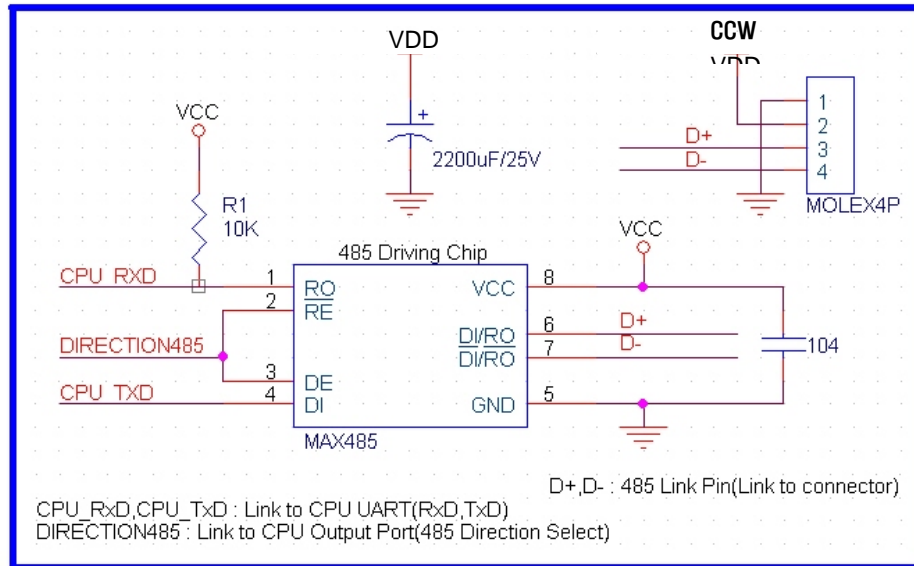 VDD
CCW
VDD
VCC
2200uF/25V
1
2
3
4
D+
D-
MOLEX4P
R1
10K
VCC
485 Driving Chip
CPU_RXD
1
RO
VCC
8
2
RE
DIRECTION485
DI/RO
6
D+
DI/RO
7
D-
3
DE
CPU_TXD
4
DI
GND
5
104
MAX485
D+,D- : 485 Link Pin(Link to connector)
CPU_RxD,CPU_TxD : Link to CPU UART(RxD,TxD)
DIRECTION485 : Link to CPU Output Port(485 Direction Select)